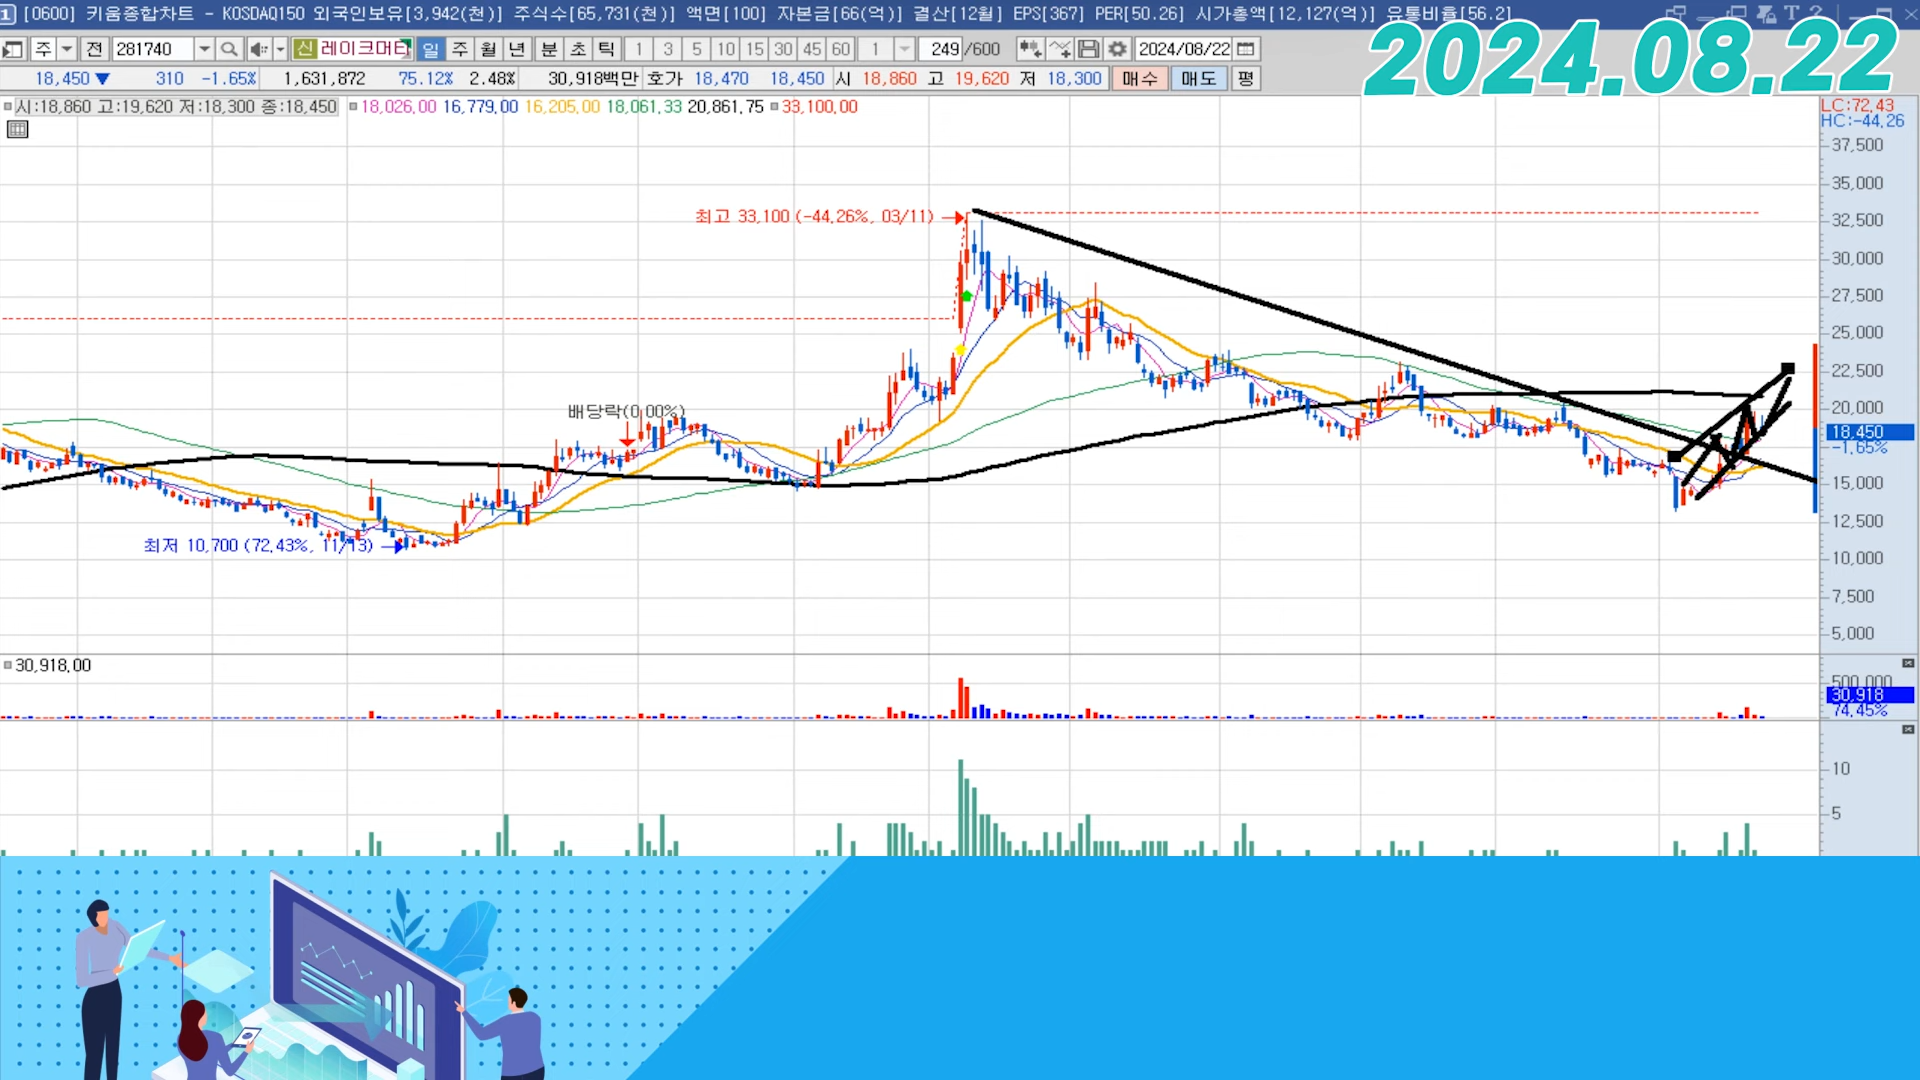 1 [0600] 키움종합차트 - KOSDAQ150 외국인보유[3,942(천)] 주식수[65,731(천)] 액면[100] 자본금[66(억)] 결산[12월] EPS[367] PER[50.26] 시가총액[12,127(억)] 유통비율[56.2]
2024.08.22
주 전 281740 신 레이크머티 일 주 월 년 분 초 틱 1 3 5 10 15 30 45 60 1 249 /600 2024/08/22
18,450 ▼ 310 -1.65% 1,631,872 75.12% 2.48% 30,918백만 호가 18,470 18,450 시 18,860 고 19,620 저 18,300 매수 매도 평
시:18,860 고:19,620 저:18,300 종:18,450 18,026.00 16,779.00 16,205.00 18,061.33 20,861.75 33,100.00
LC:72.43
HC:-44.26
37,500
35,000
32,500
30,000
27,500
25,000
22,500
20,000
18,450
-1.65%
15,000
12,500
10,000
7,500
5,000
최고 33,100 (-44.26%, 03/11)
배당락(0.00%)
최저 10,700 (72.43%, 11/13)
30,918.00
500,000
30,918
74.45%
10
5